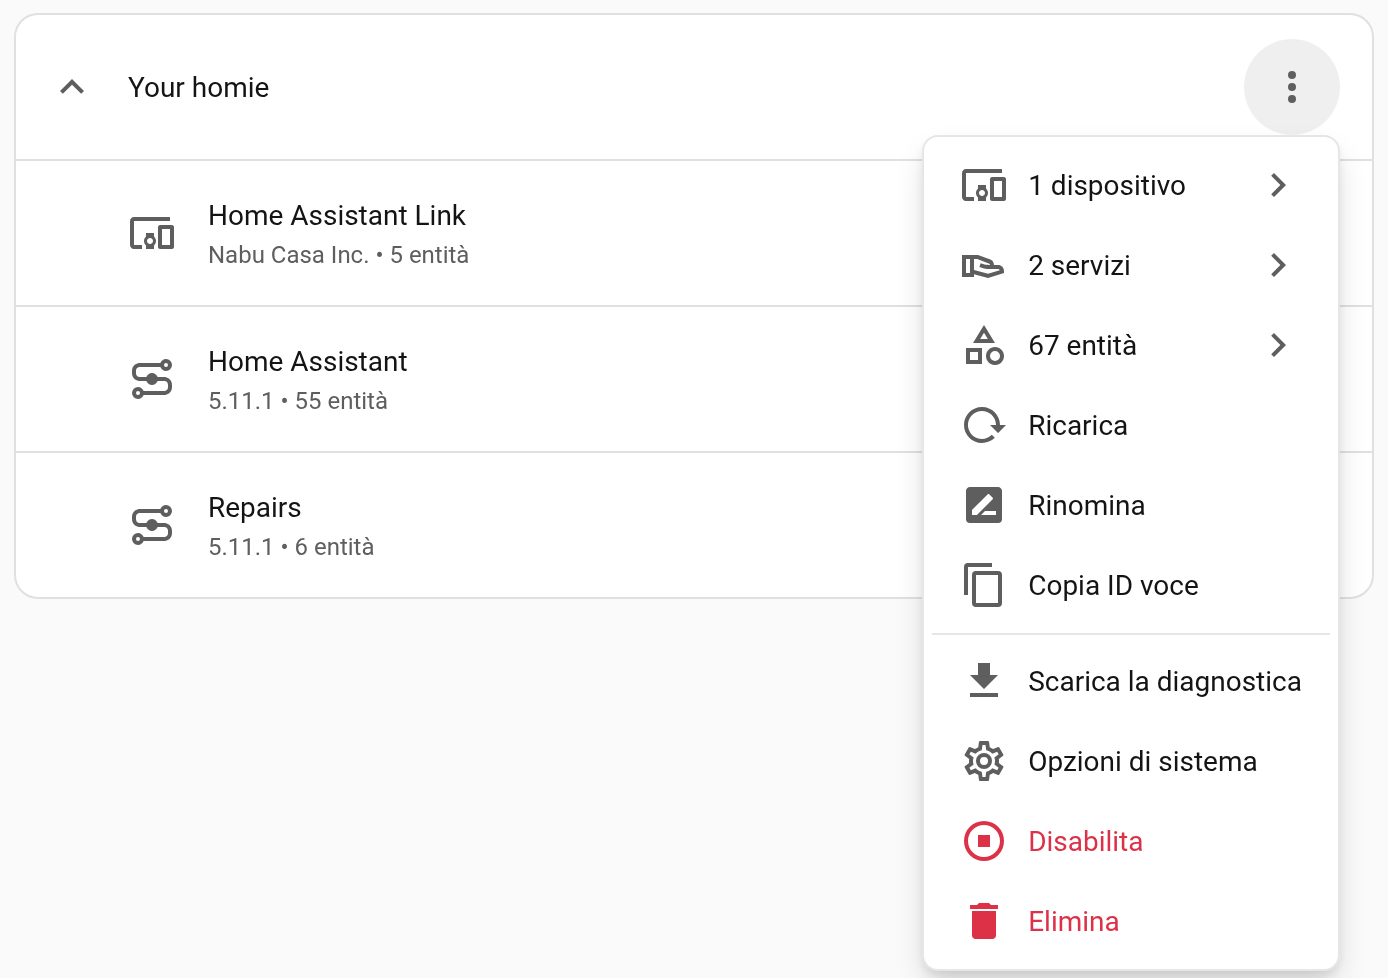 Your homie
Home Assistant Link
Nabu Casa Inc. • 5 entità
Home Assistant
5.11.1 • 55 entità
Repairs
5.11.1 • 6 entità
1 dispositivo
2 servizi
67 entità
Ricarica
Rinomina
Copia ID voce
Scarica la diagnostica
Opzioni di sistema
Disabilita
Elimina